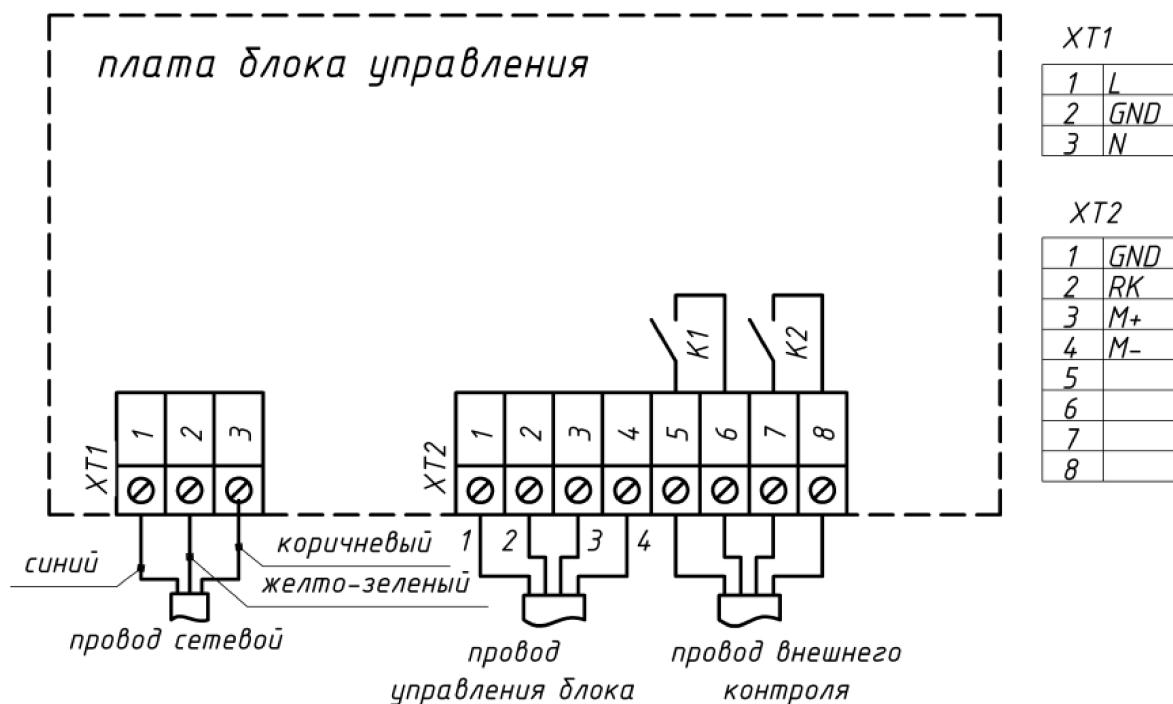 плата блока управления
XT1
1 L
2 GND
3 N
XT2
1 GND
2 RK
3 M+
4 M-
5
6
7
8
K1
K2
XT1
1
2
3
XT2
1
2
3
4
5
6
7
8
синий
коричневый
желто-зеленый
1
2
3
4
провод сетевой
провод
управления блока
провод внешнего
контроля